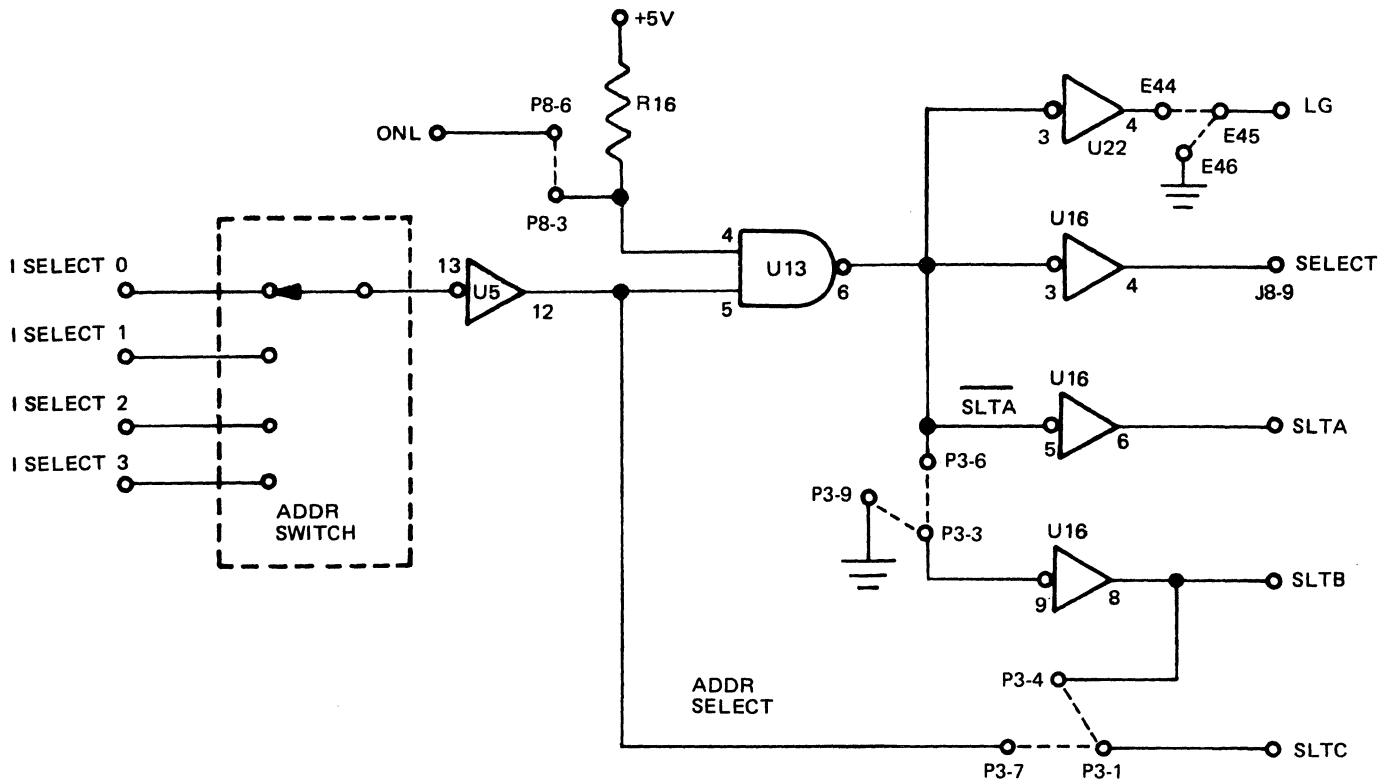 +5V
R16
P8-6
ONL
P8-3
E44
LG
3
4
U22
E45
E46
I SELECT 0
I SELECT 1
I SELECT 2
I SELECT 3
ADDR
SWITCH
13
U5
12
4
5
U13
6
U16
3
4
SELECT
J8-9
SLTA
U16
5
6
SLTA
P3-6
P3-9
P3-3
U16
9
8
SLTB
P3-4
ADDR
SELECT
P3-7
P3-1
SLTC